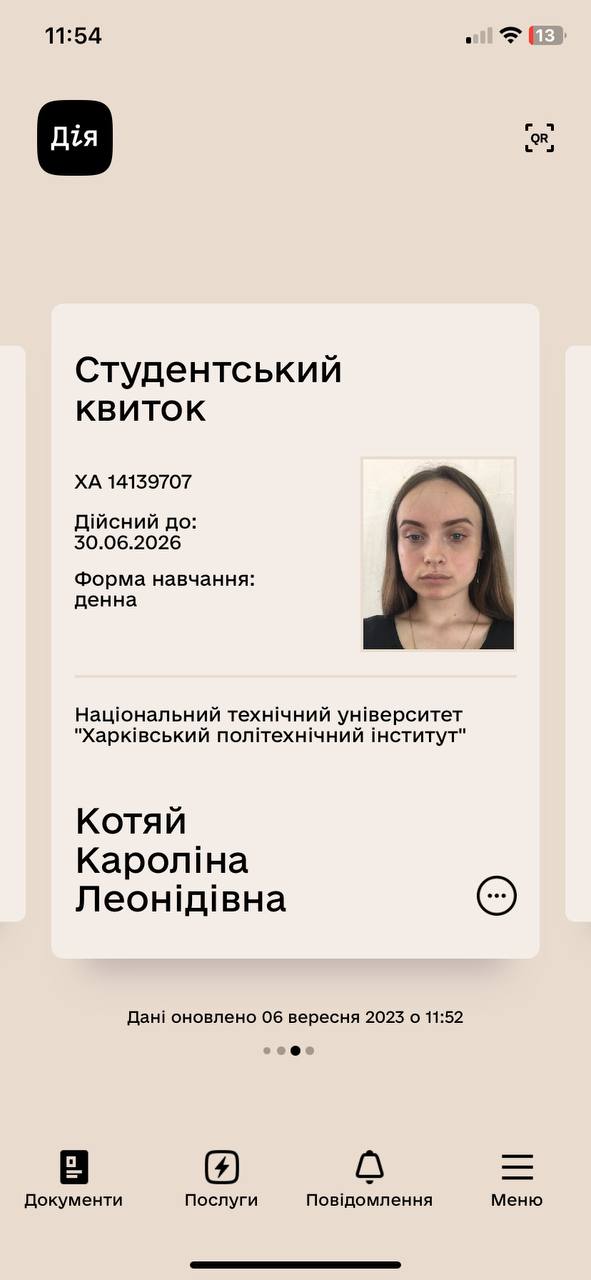 11:54
13
Дія
QR
Студентський
квиток
ХА 14139707
Дійсний до:
30.06.2026
Форма навчання:
денна
Національний технічний університет
"Харківський політехнічний інститут"
Котяй
Кароліна
Леонідівна
Дані оновлено 06 вересня 2023 о 11:52
Документи
Послуги
Повідомлення
Меню